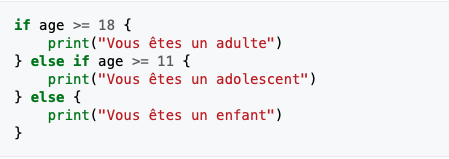 if age >= 18 {
    print("Vous êtes un adulte")
} else if age >= 11 {
    print("Vous êtes un adolescent")
} else {
    print("Vous êtes un enfant")
}